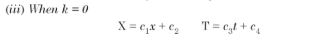 (iii) When k = 0
X = c₁x + c₂ T = c₃t + c₄